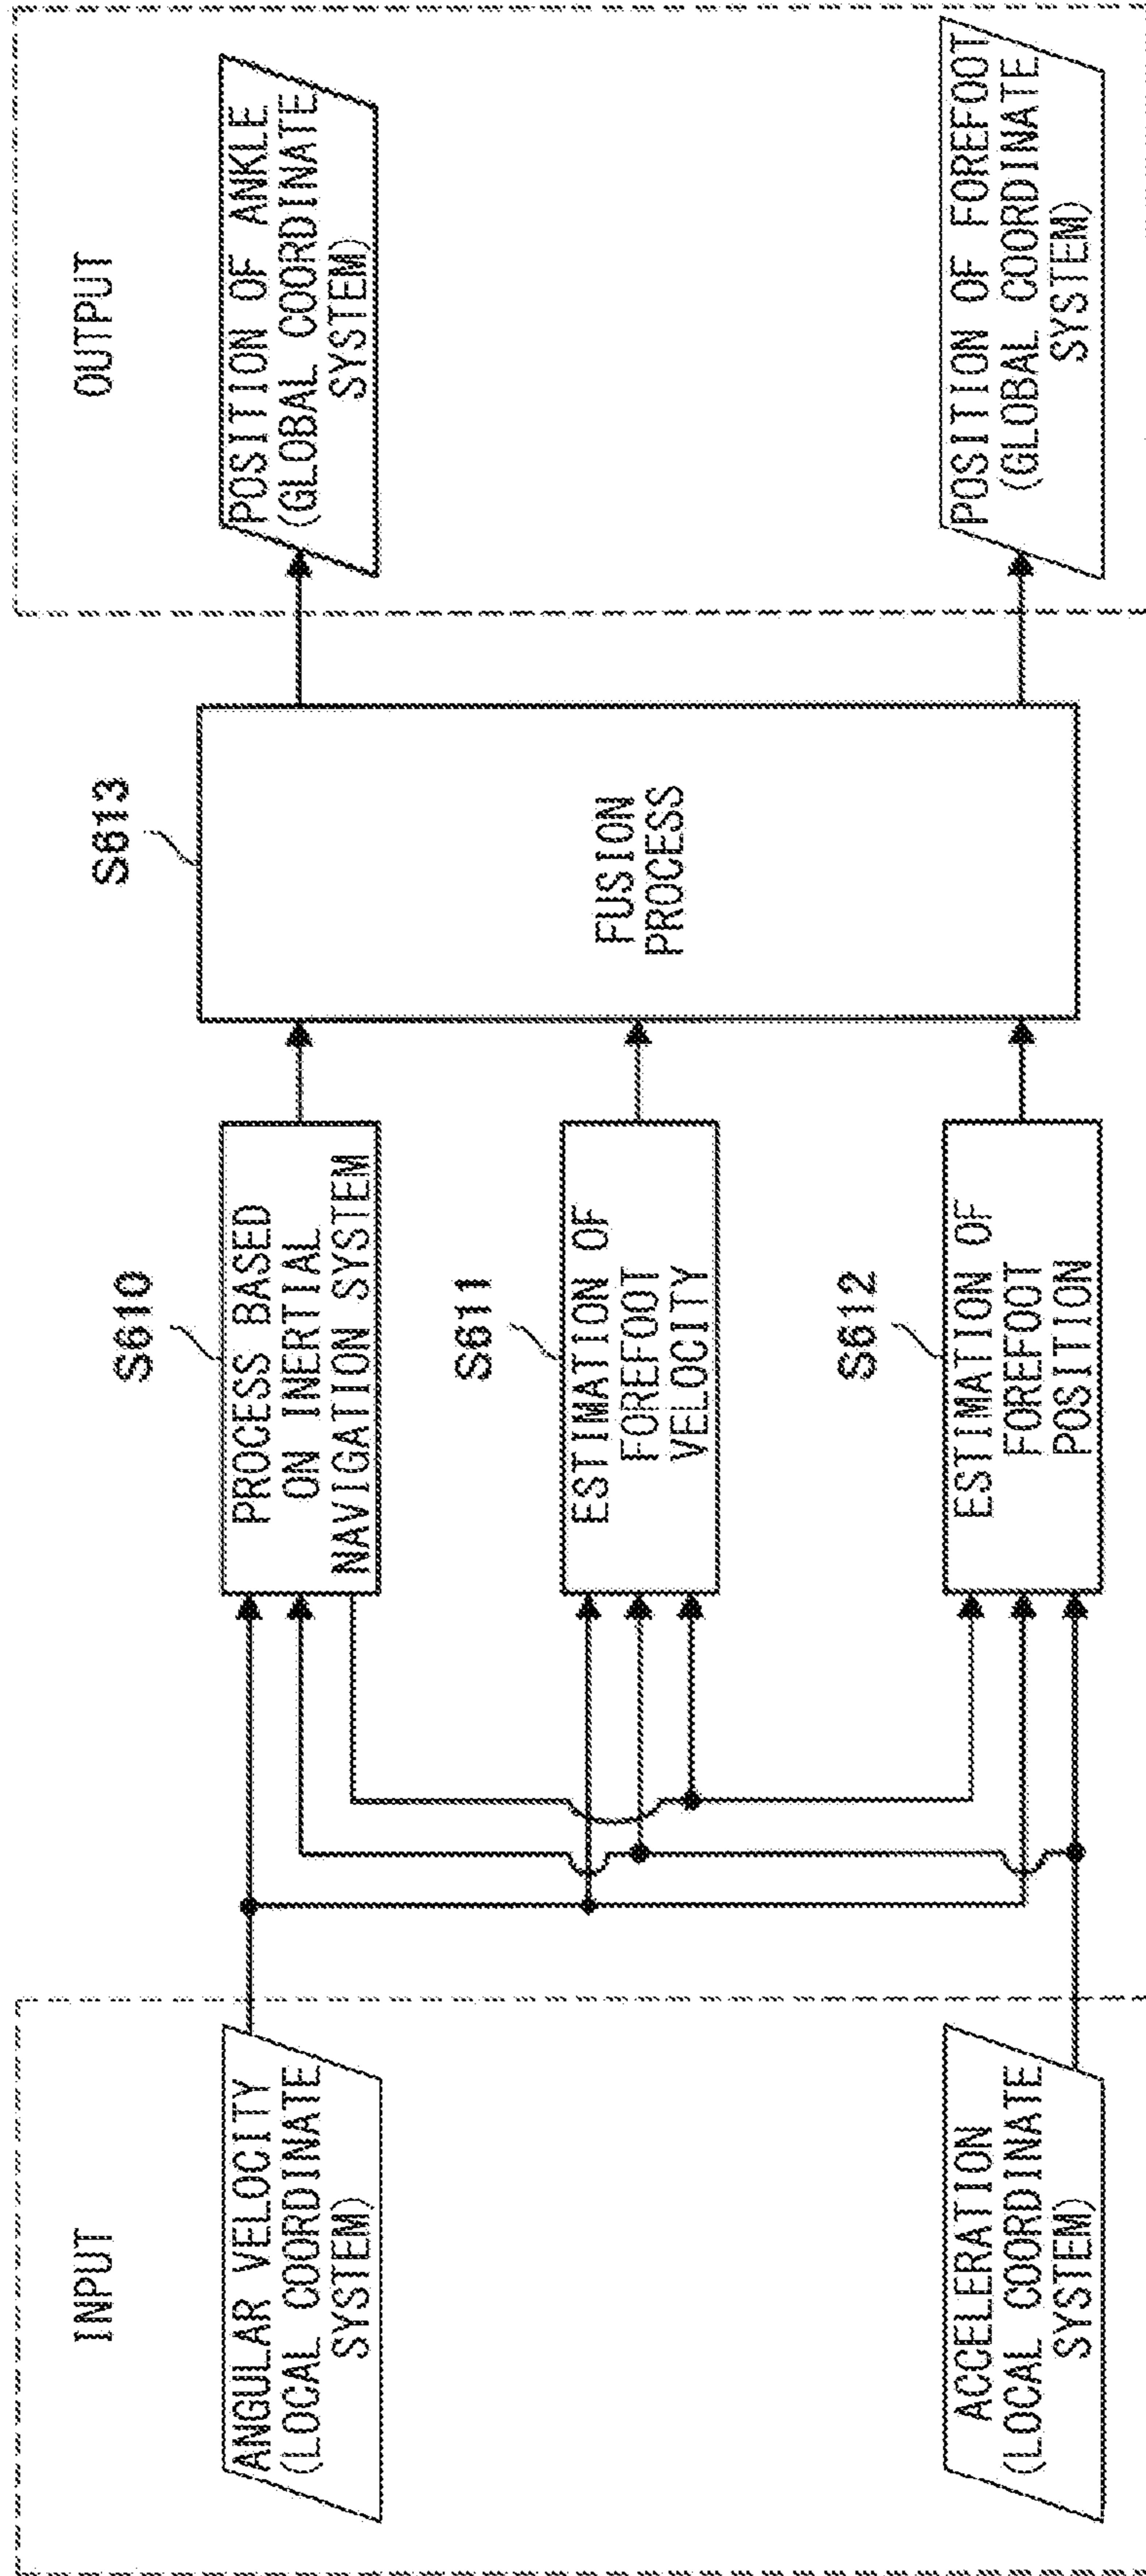 INPUT
ANGULAR VELOCITY
(LOCAL COORDINATE
SYSTEM)
ACCELERATION
(LOCAL COORDINATE
SYSTEM)
S610
PROCESS BASED
ON INERTIAL
NAVIGATION SYSTEM
S611
ESTIMATION OF
FOREFOOT
VELOCITY
S612
ESTIMATION OF
FOREFOOT
POSITION
S613
FUSION
PROCESS
OUTPUT
POSITION OF ANKLE
(GLOBAL COORDINATE
SYSTEM)
POSITION OF FOREFOOT
(GLOBAL COORDINATE
SYSTEM)